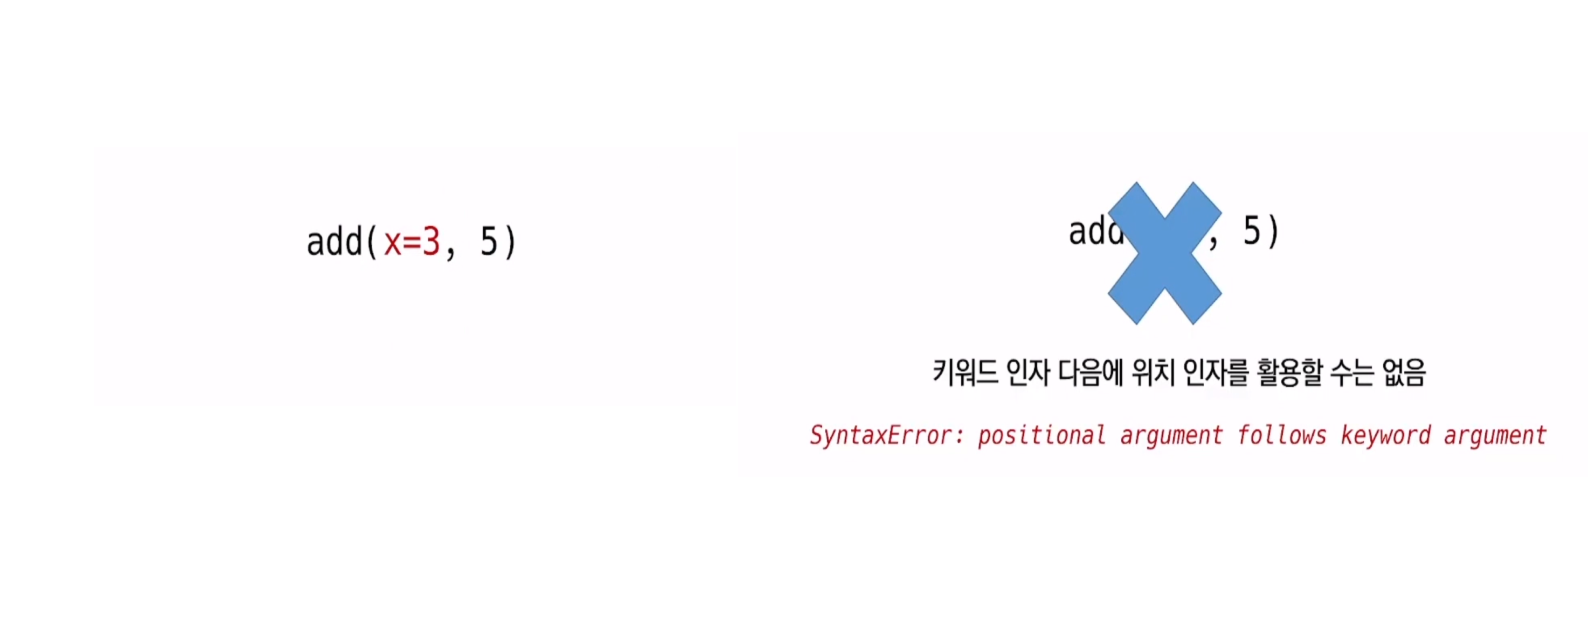 add(x=3, 5)
add , 5)
키워드 인자 다음에 위치 인자를 활용할 수는 없음
SyntaxError: positional argument follows keyword argument